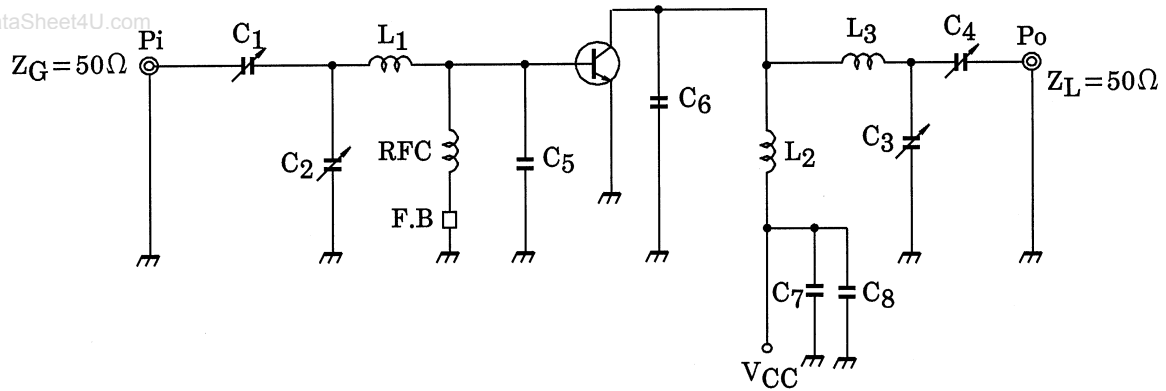 ataSheet4U.com
Pi
C1
L1
L3
C4
Po
ZG=50Ω
ZL=50Ω
C6
C2
RFC
C5
L2
C3
F.B
C7
C8
VCC